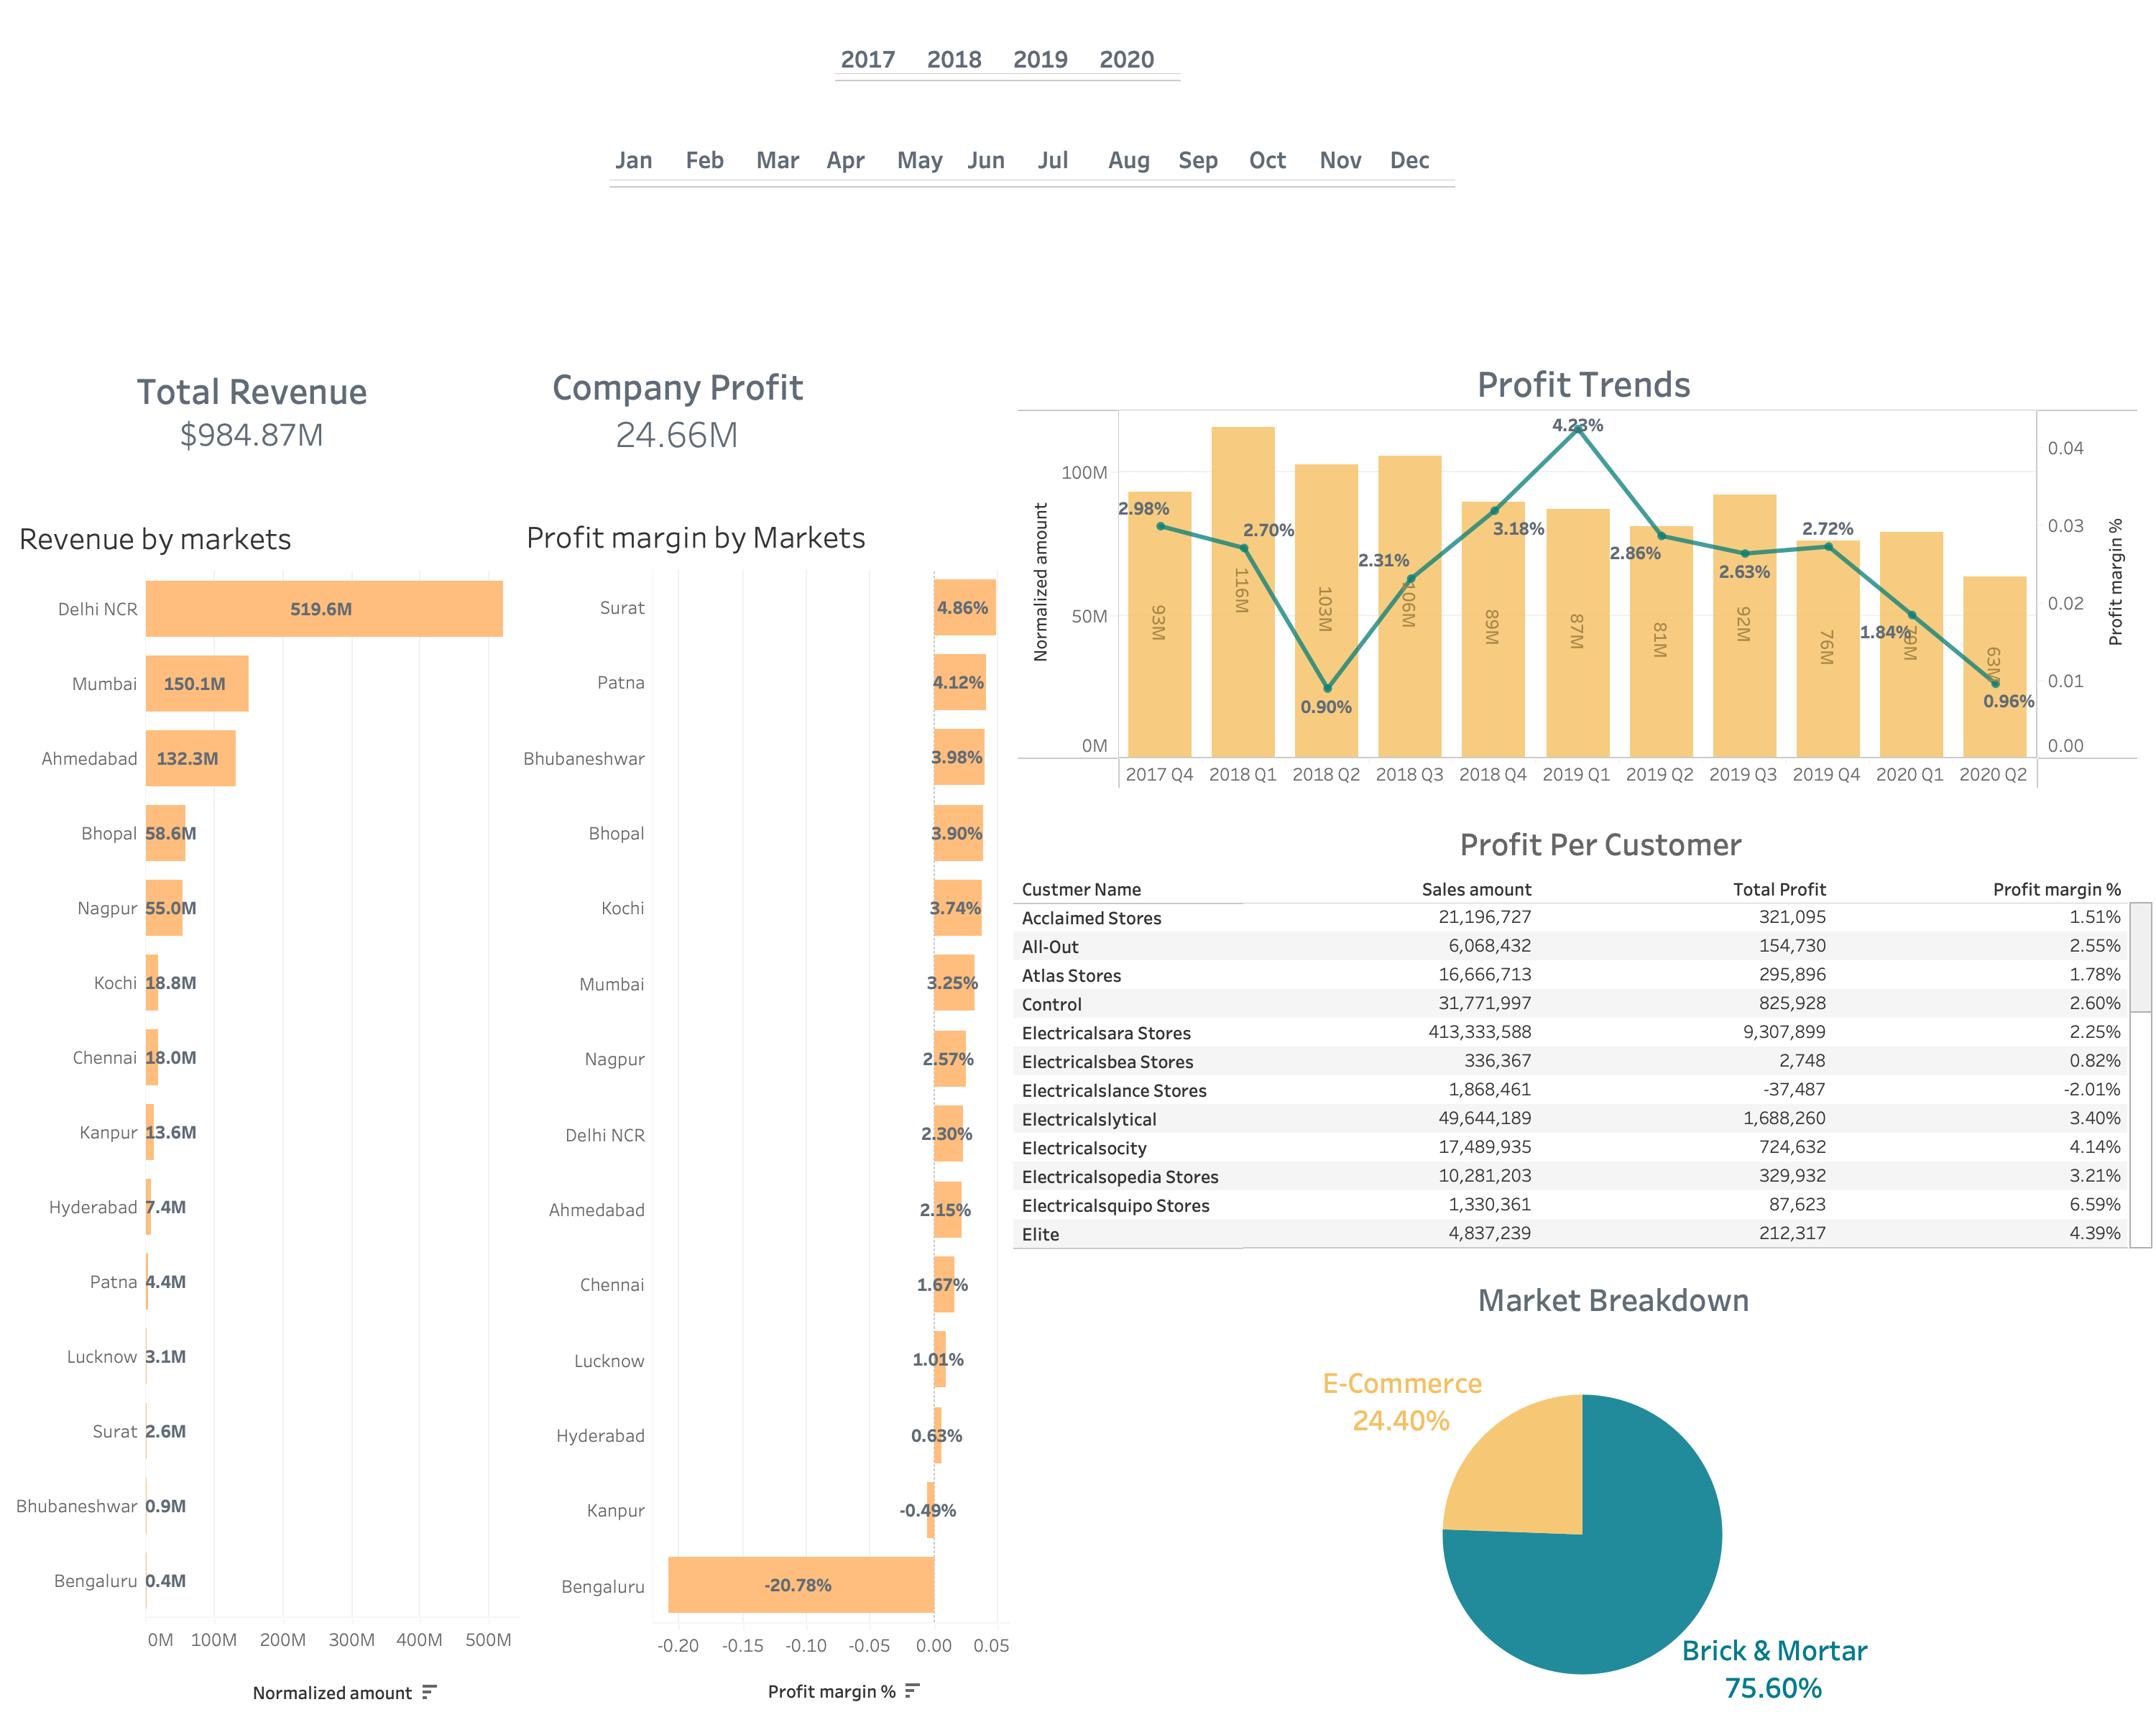 2017 2018 2019 2020
Jan Feb Mar Apr May Jun Jul Aug Sep Oct Nov Dec
Total Revenue
$984.87M
Company Profit
24.66M
Revenue by markets
Delhi NCR 519.6M
Mumbai 150.1M
Ahmedabad 132.3M
Bhopal 58.6M
Nagpur 55.0M
Kochi 18.8M
Chennai 18.0M
Kanpur 13.6M
Hyderabad 7.4M
Patna 4.4M
Lucknow 3.1M
Surat 2.6M
Bhubaneshwar 0.9M
Bengaluru 0.4M
0M 100M 200M 300M 400M 500M
Normalized amount
Profit margin by Markets
Surat 4.86%
Patna 4.12%
Bhubaneshwar 3.98%
Bhopal 3.90%
Kochi 3.74%
Mumbai 3.25%
Nagpur 2.57%
Delhi NCR 2.30%
Ahmedabad 2.15%
Chennai 1.67%
Lucknow 1.01%
Hyderabad 0.63%
Kanpur -0.49%
Bengaluru -20.78%
-0.20 -0.15 -0.10 -0.05 0.00 0.05
Profit margin %
Profit Trends
Normalized amount
100M
50M
0M
2.98% 2.70% 0.90% 2.31% 3.18% 4.23% 2.86% 2.63% 2.72% 1.84% 0.96%
93M 116M 103M 106M 89M 87M 81M 92M 76M 79M 63M
0.04
0.03
0.02
0.01
0.00
Profit margin %
2017 Q4 2018 Q1 2018 Q2 2018 Q3 2018 Q4 2019 Q1 2019 Q2 2019 Q3 2019 Q4 2020 Q1 2020 Q2
Profit Per Customer
Custmer Name Sales amount Total Profit Profit margin %
Acclaimed Stores 21,196,727 321,095 1.51%
All-Out 6,068,432 154,730 2.55%
Atlas Stores 16,666,713 295,896 1.78%
Control 31,771,997 825,928 2.60%
Electricalsara Stores 413,333,588 9,307,899 2.25%
Electricalsbea Stores 336,367 2,748 0.82%
Electricalslance Stores 1,868,461 -37,487 -2.01%
Electricalslytical 49,644,189 1,688,260 3.40%
Electricalsocity 17,489,935 724,632 4.14%
Electricalsopedia Stores 10,281,203 329,932 3.21%
Electricalsquipo Stores 1,330,361 87,623 6.59%
Elite 4,837,239 212,317 4.39%
Market Breakdown
E-Commerce
24.40%
Brick & Mortar
75.60%